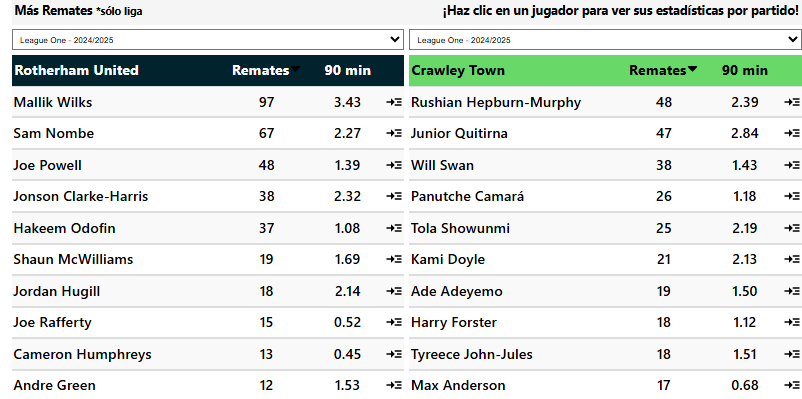 Más Remates *sólo liga ¡Haz clic en un jugador para ver sus estadísticas por partido!
League One - 2024/2025 League One - 2024/2025
Rotherham United Remates 90 min Crawley Town Remates 90 min
Mallik Wilks 97 3.43 Rushian Hepburn-Murphy 48 2.39
Sam Nombe 67 2.27 Junior Quitirna 47 2.84
Joe Powell 48 1.39 Will Swan 38 1.43
Jonson Clarke-Harris 38 2.32 Panutche Camará 26 1.18
Hakeem Odofin 37 1.08 Tola Showunmi 25 2.19
Shaun McWilliams 19 1.69 Kami Doyle 21 2.13
Jordan Hugill 18 2.14 Ade Adeyemo 19 1.50
Joe Rafferty 15 0.52 Harry Forster 18 1.12
Cameron Humphreys 13 0.45 Tyreece John-Jules 18 1.51
Andre Green 12 1.53 Max Anderson 17 0.68